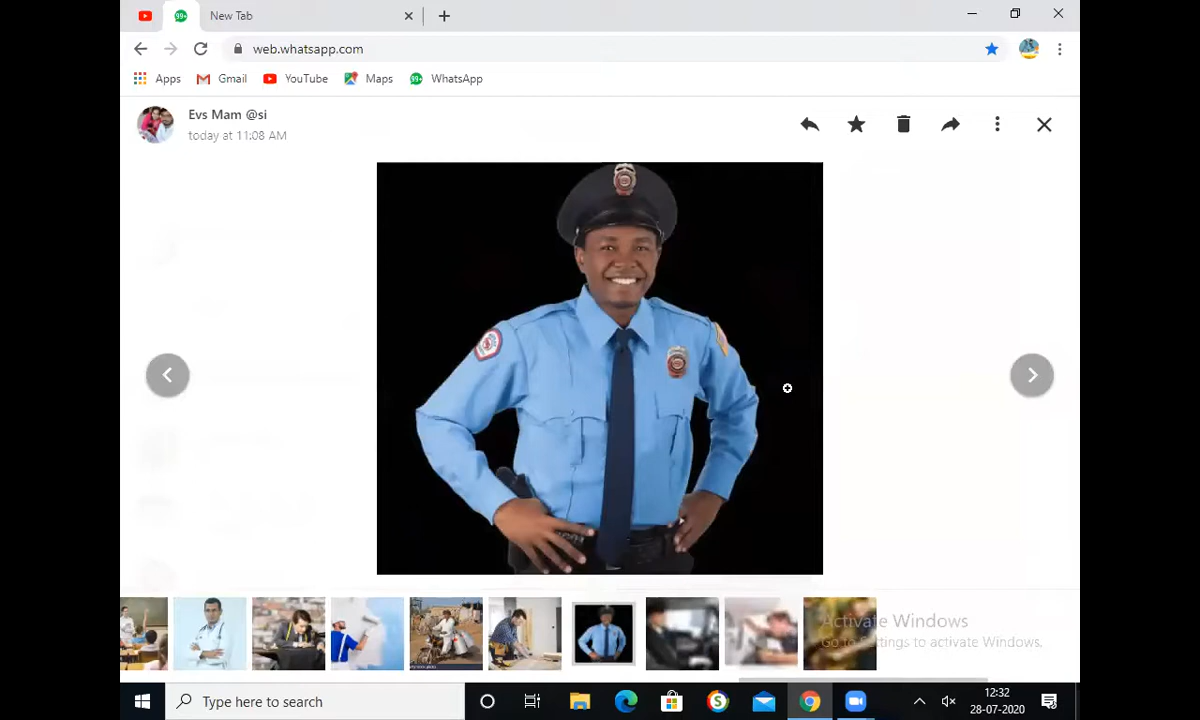 New Tab
web.whatsapp.com
Apps
Gmail
YouTube
Maps
WhatsApp
Evs Mam @si
today at 11:08 AM
Activate Windows
Go to Settings to activate Windows.
Type here to search
12:32
28-07-2020